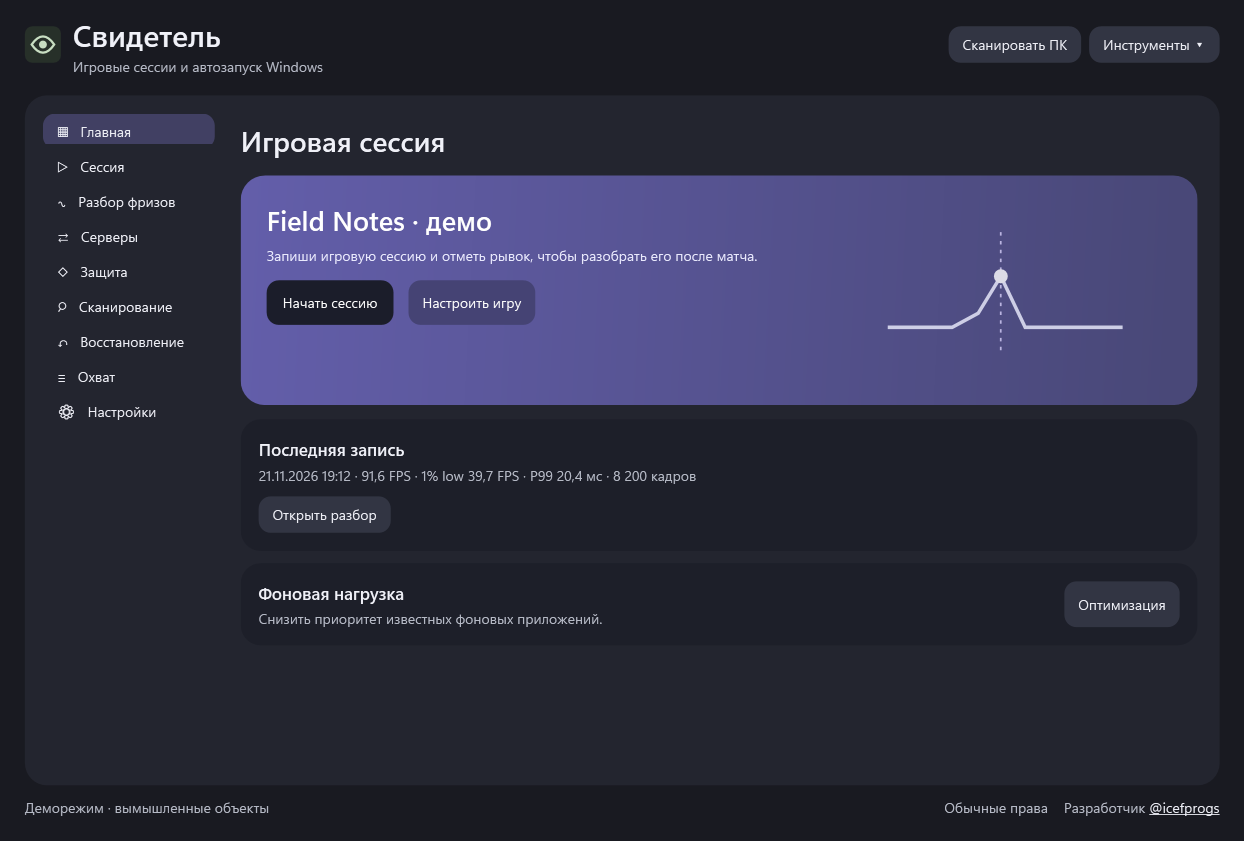 Свидетель
Игровые сессии и автозапуск Windows
Сканировать ПК
Инструменты ▾
Главная
Сессия
Разбор фризов
Серверы
Защита
Сканирование
Восстановление
Охват
Настройки
Игровая сессия
Field Notes · демо
Запиши игровую сессию и отметь рывок, чтобы разобрать его после матча.
Начать сессию
Настроить игру
Последняя запись
21.11.2026 19:12 · 91,6 FPS · 1% low 39,7 FPS · P99 20,4 мс · 8 200 кадров
Открыть разбор
Фоновая нагрузка
Снизить приоритет известных фоновых приложений.
Оптимизация
Деморежим · вымышленные объекты
Обычные права
Разработчик @icefprogs